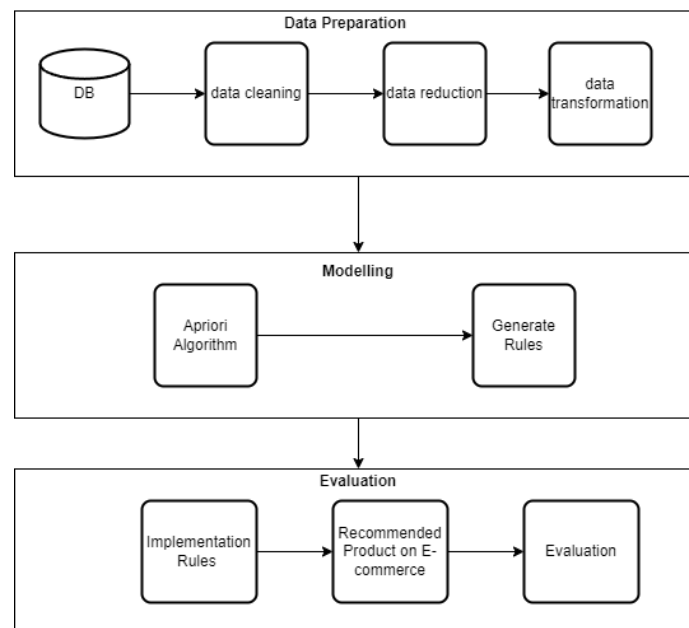 Data Preparation
DB
data cleaning
data reduction
data
transformation
Modelling
Apriori
Algorithm
Generate
Rules
Evaluation
Implementation
Rules
Recommended
Product on E-
commerce
Evaluation